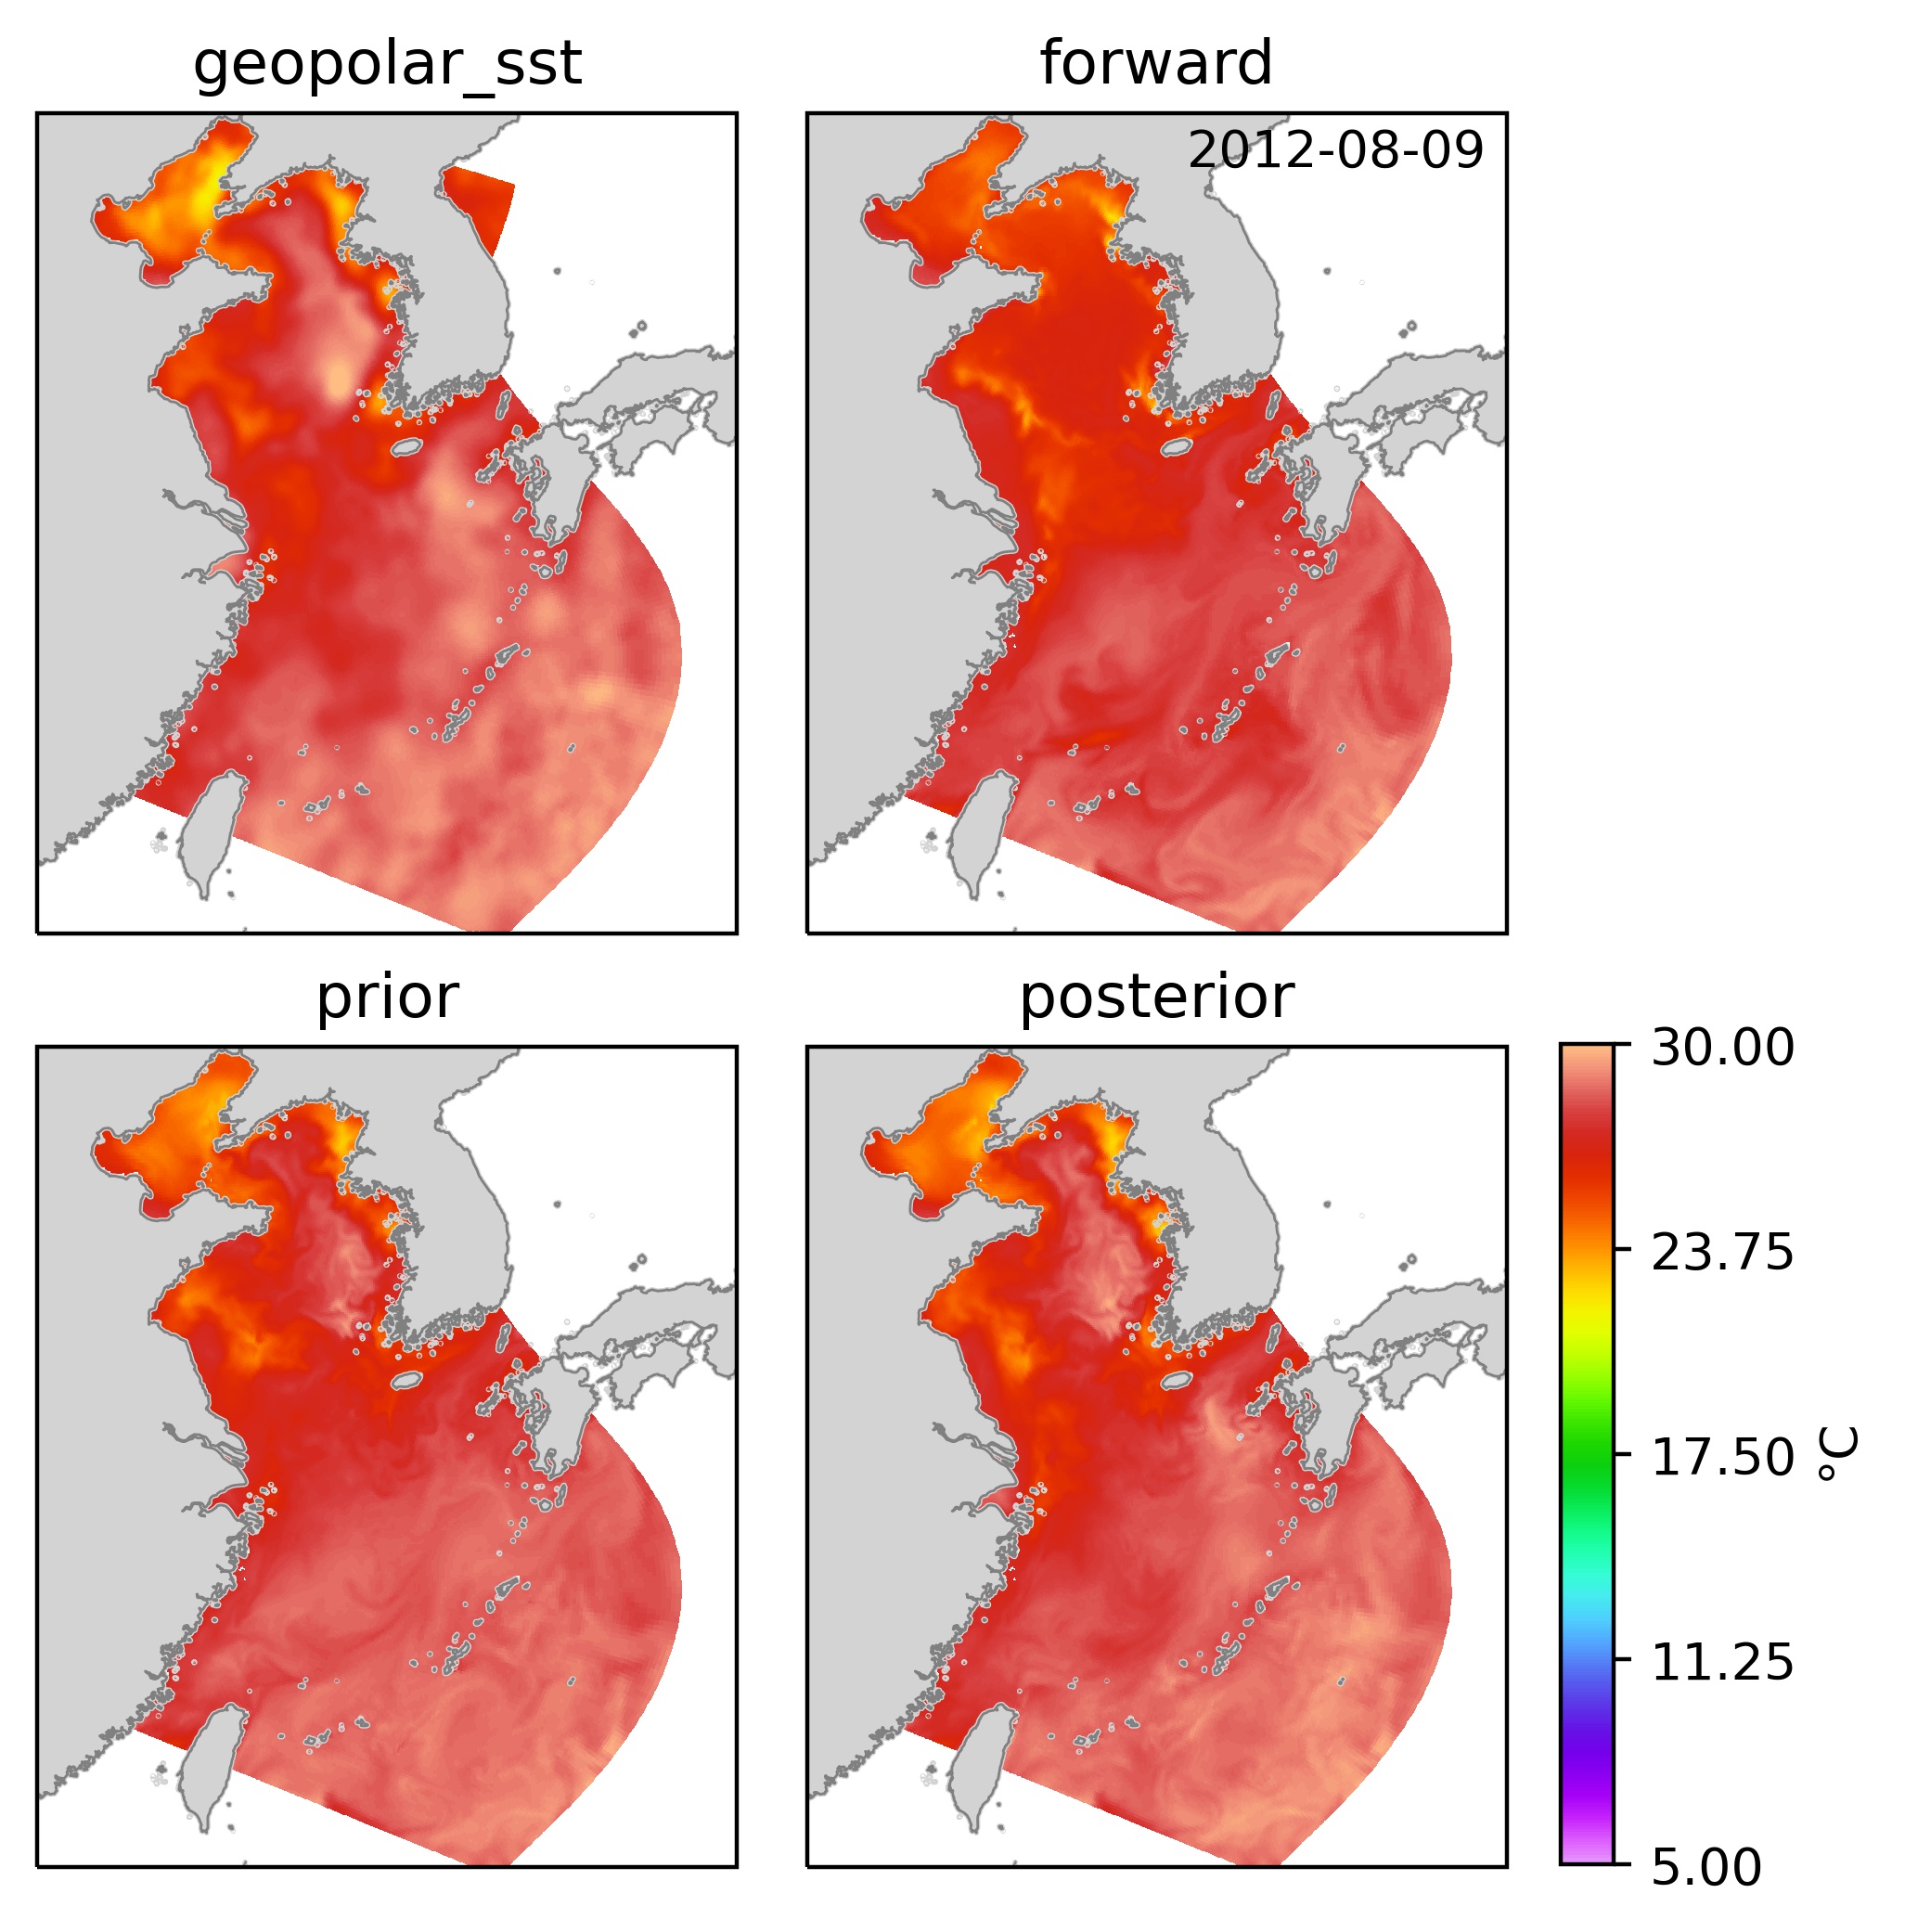 geopolar_sst
forward
2012-08-09
prior
posterior
30.00
23.75
17.50
11.25
5.00
°C